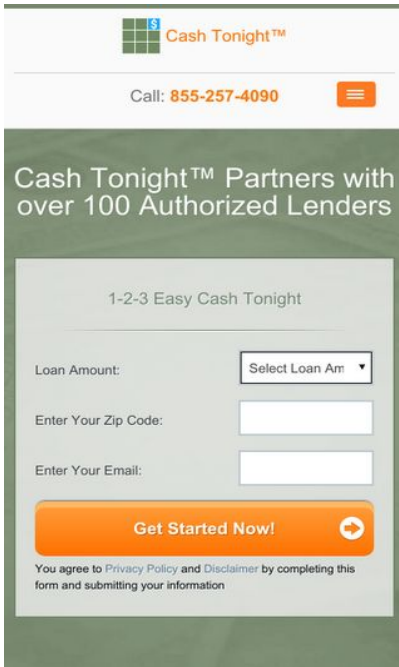 $
Cash Tonight™
Call: 855-257-4090
Cash Tonight™ Partners with
over 100 Authorized Lenders
1-2-3 Easy Cash Tonight
Loan Amount:
Select Loan Am
Enter Your Zip Code:
Enter Your Email:
Get Started Now!
You agree to Privacy Policy and Disclaimer by completing this
form and submitting your information